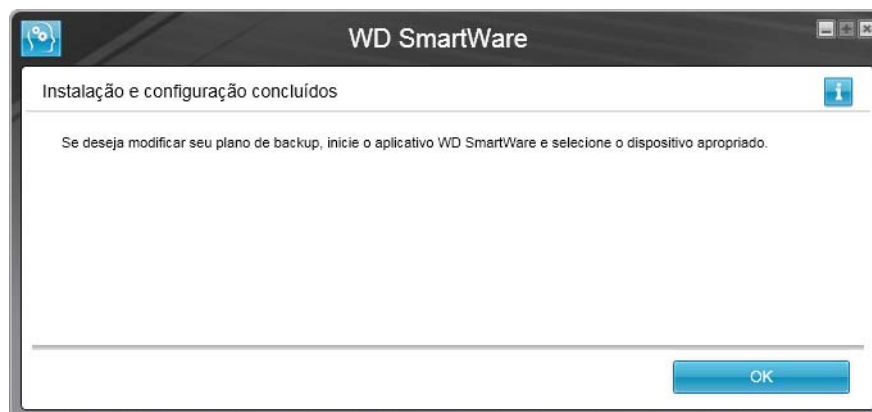 WD SmartWare
Instalação e configuração concluídos
Se deseja modificar seu plano de backup, inicie o aplicativo WD SmartWare e selecione o dispositivo apropriado.
OK